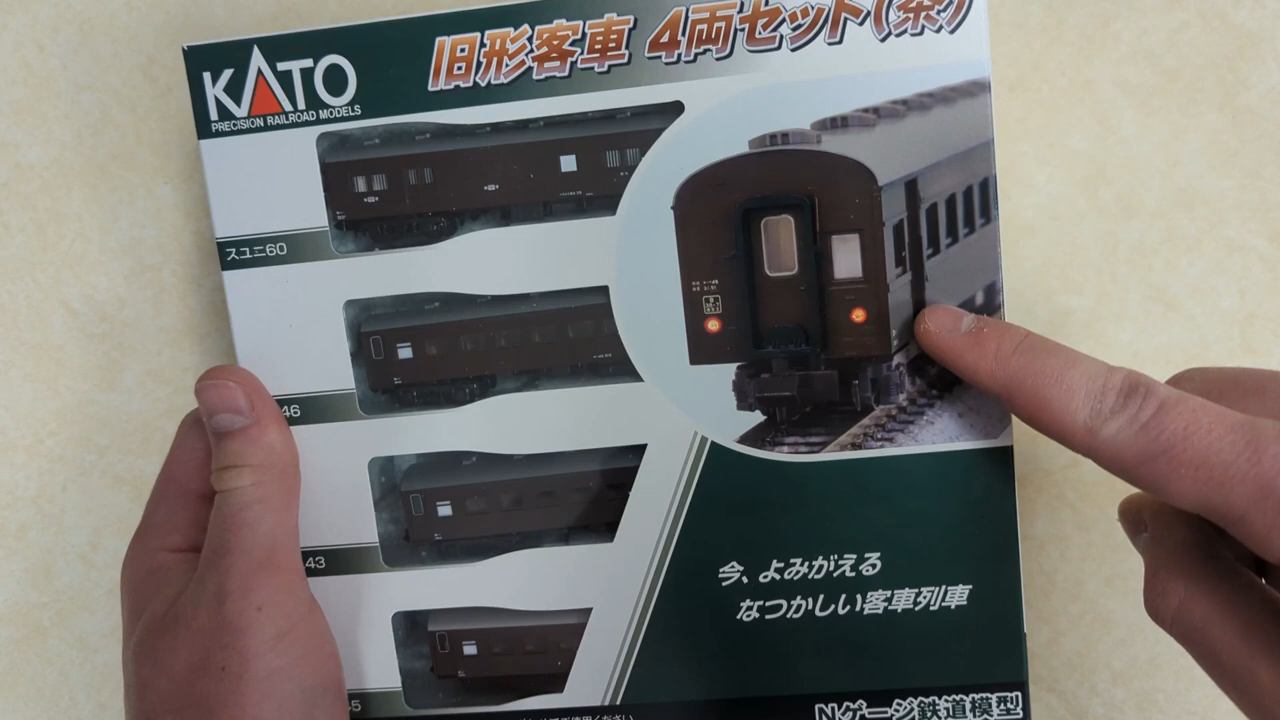 旧形客車 4両セット(茶)
KATO
PRECISION RAILROAD MODELS
スユニ60
46
43
今、よみがえる
なつかしい客車列車
5
Nゲージ鉄道模型